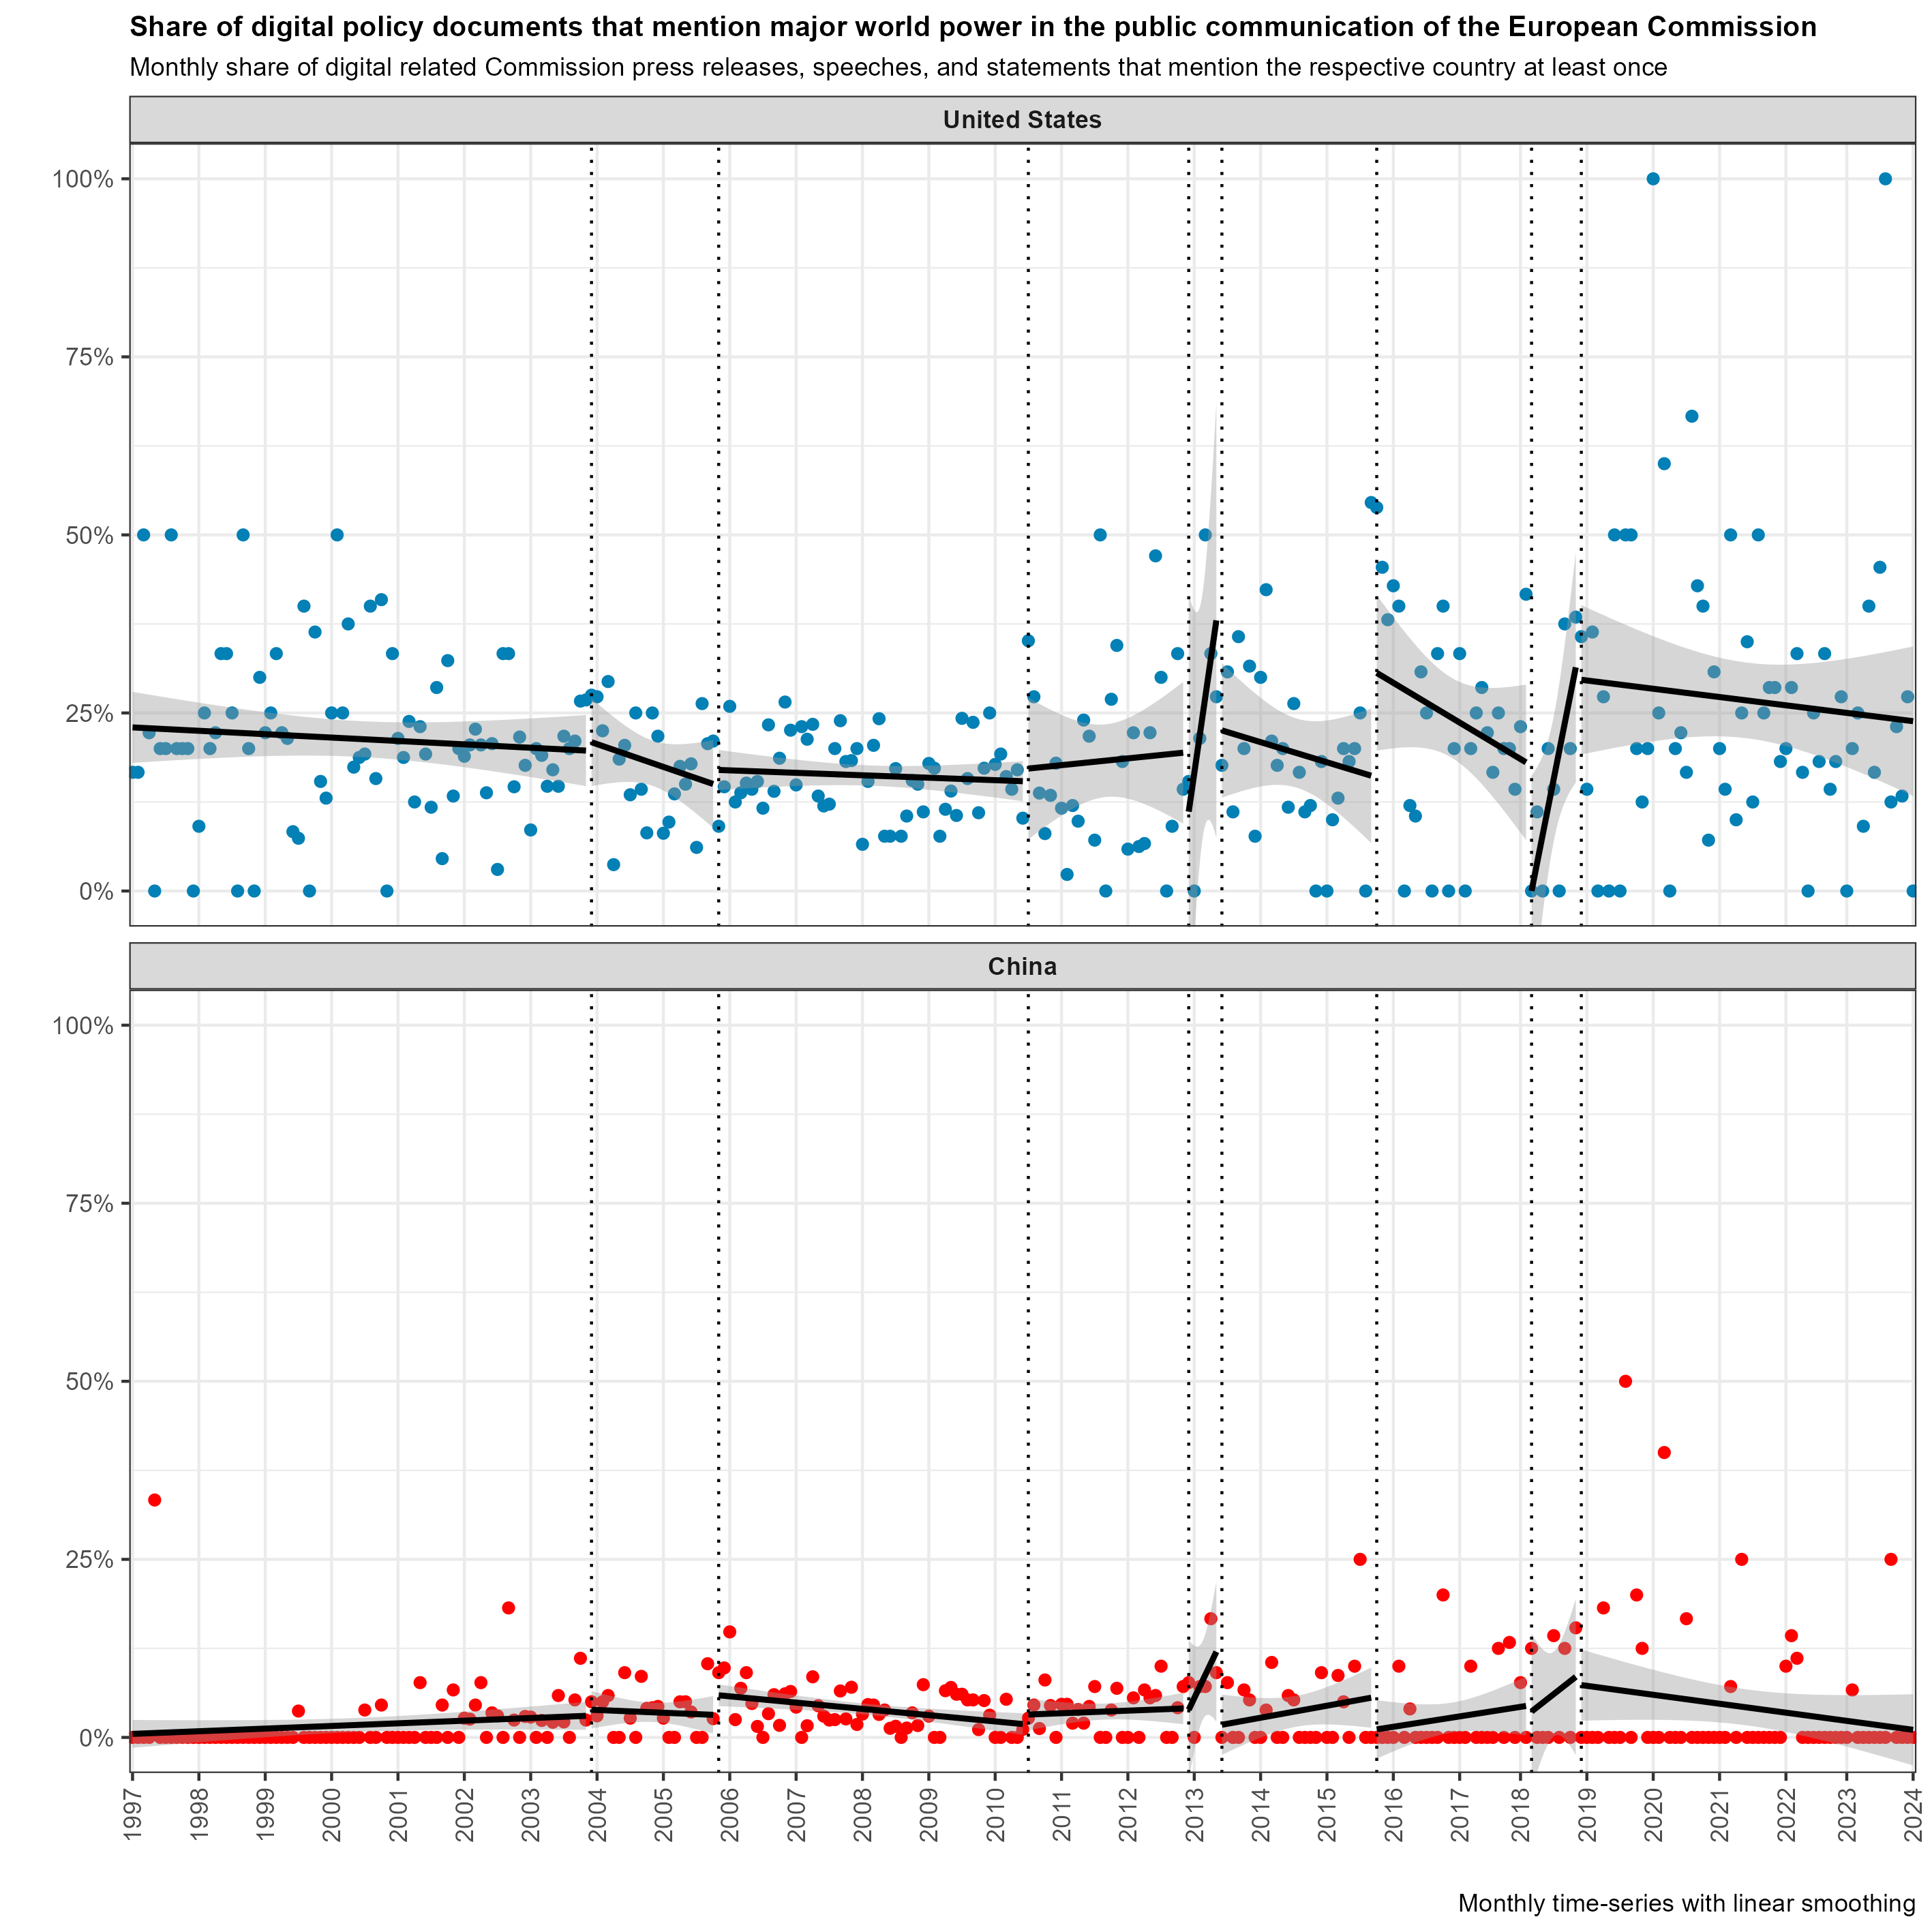 Share of digital policy documents that mention major world power in the public communication of the European Commission
Monthly share of digital related Commission press releases, speeches, and statements that mention the respective country at least once
United States
100%
75%
50%
25%
0%
China
100%
75%
50%
25%
0%
1997 1998 1999 2000 2001 2002 2003 2004 2005 2006 2007 2008 2009 2010 2011 2012 2013 2014 2015 2016 2017 2018 2019 2020 2021 2022 2023 2024
Monthly time-series with linear smoothing